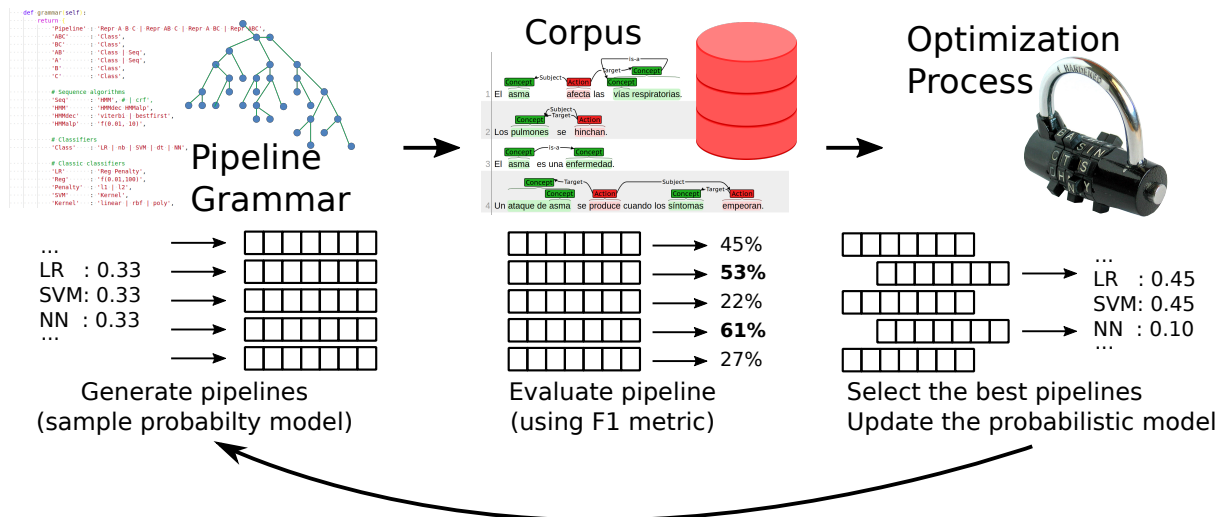 def grammar(self):
return {
'Pipeline' : 'Repr A B C | Repr AB C | Repr A BC | Repr ABC',
'ABC' : 'Class',
'BC' : 'Class',
'AB' : 'Class | Seq',
'A' : 'Class | Seq',
'B' : 'Class',
'C' : 'Class',
# Sequence algorithms
'Seq' : 'HMM', # | crf',
'HMM' : 'HMMdec HMMalp',
'HMMdec' : 'viterbi | bestfirst',
'HMMalp' : 'f(0.01, 10)',
# Classifiers
'Class' : 'LR | nb | SVM | dt | NN',
# Classic classifiers
'LR' : 'Reg Penalty',
'Reg' : 'f(0.01,100)',
'Penalty' : 'l1 | l2',
'SVM' : 'Kernel',
'Kernel' : 'linear | rbf | poly',
Pipeline
Grammar
Corpus
is-a
Subject
Target
Concept
Concept
Action
Concept
1 El asma afecta las vías respiratorias.
Subject
Target
Concept
Action
2 Los pulmones se hinchan.
is-a
Concept
Concept
3 El asma es una enfermedad.
Target
Subject
Concept
Concept
Action
Concept
Target
Action
4 Un ataque de asma se produce cuando los síntomas empeoran.
Optimization
Process
...
LR : 0.33
SVM: 0.33
NN : 0.33
...
45%
53%
22%
61%
27%
...
LR : 0.45
SVM: 0.45
NN : 0.10
...
Generate pipelines
(sample probabilty model)
Evaluate pipeline
(using F1 metric)
Select the best pipelines
Update the probabilistic model